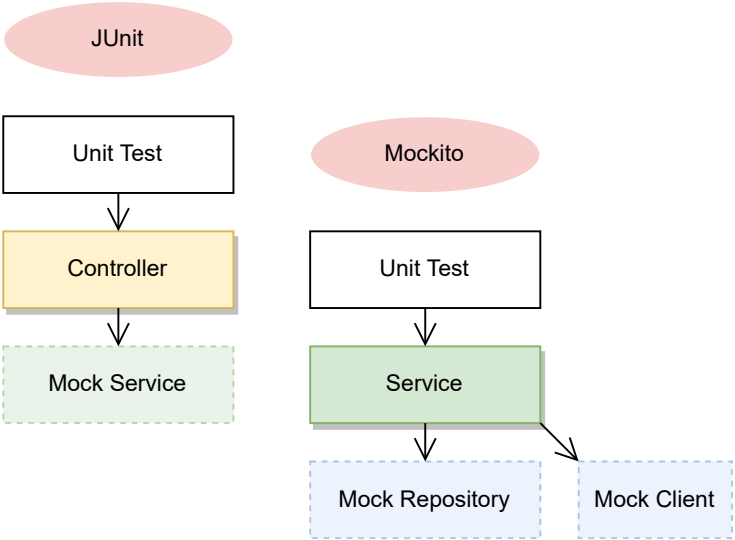 JUnit
Unit Test
Controller
Mock Service
Mockito
Unit Test
Service
Mock Repository
Mock Client